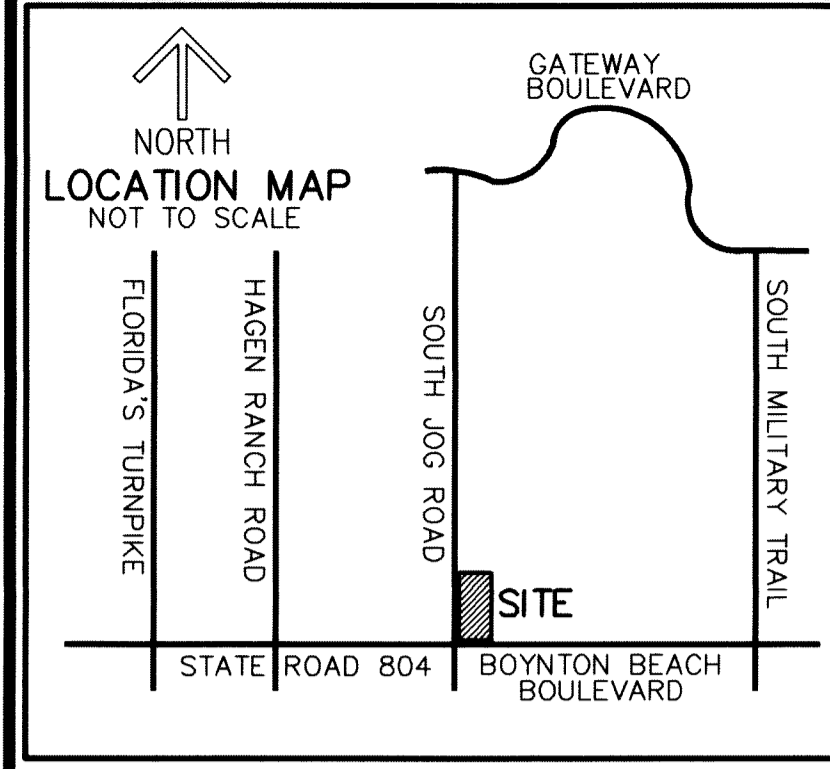 GATEWAY
BOULEVARD
NORTH
LOCATION MAP
NOT TO SCALE
FLORIDA'S TURNPIKE
HAGEN RANCH ROAD
SOUTH JOG ROAD
SOUTH MILITARY TRAIL
SITE
STATE ROAD 804
BOYNTON BEACH
BOULEVARD